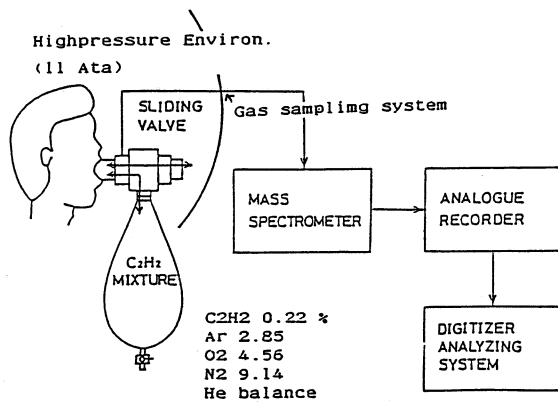 Highpressure Environ.
(11 Ata)
SLIDING
VALVE
Gas samplimg system
MASS
SPECTROMETER
ANALOGUE
RECORDER
C2H2
MIXTURE
C2H2 0.22 %
Ar 2.85
O2 4.56
N2 9.14
He balance
DIGITIZER
ANALYZING
SYSTEM